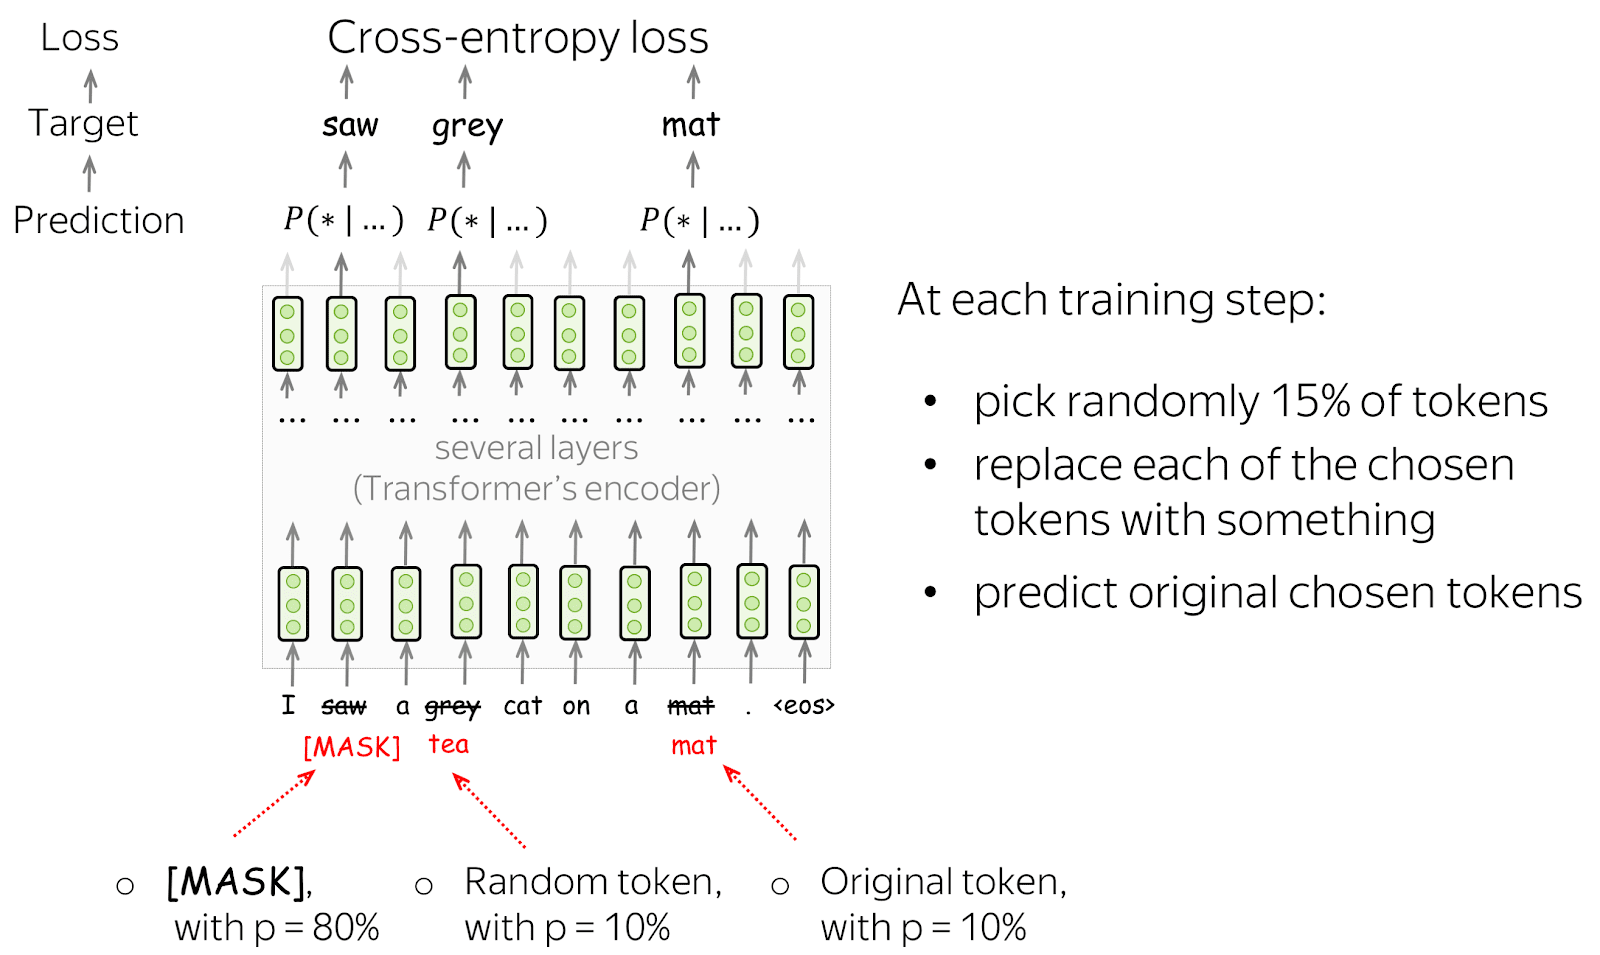 Loss
Cross-entropy loss
Target
saw grey mat
Prediction
P(* | ... ) P(* | ... ) P(* | ... )
... ... ... ... ... ... ... ... ... ...
several layers
(Transformer's encoder)
I saw a grey cat on a mat . <eos>
[MASK] tea mat
At each training step:
• pick randomly 15% of tokens
• replace each of the chosen
tokens with something
• predict original chosen tokens
○ [MASK],
with p = 80%
○ Random token,
with p = 10%
○ Original token,
with p = 10%